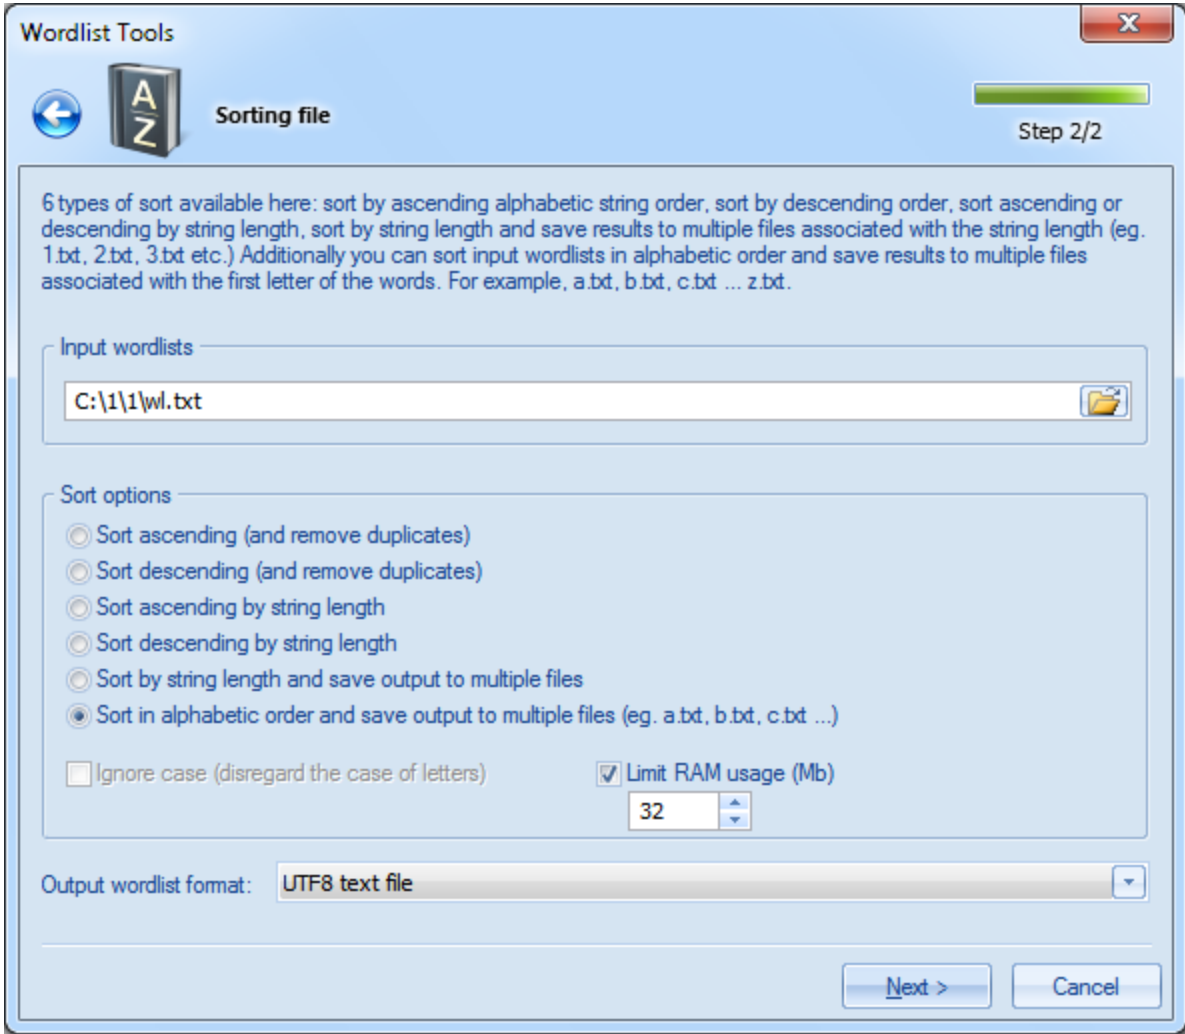 Wordlist Tools
A
Z
Sorting file
Step 2/2
6 types of sort available here: sort by ascending alphabetic string order, sort by descending order, sort ascending or
descending by string length, sort by string length and save results to multiple files associated with the string length (eg.
1.txt, 2.txt, 3.txt etc.) Additionally you can sort input wordlists in alphabetic order and save results to multiple files
associated with the first letter of the words. For example, a.txt, b.txt, c.txt ... z.txt.
Input wordlists
C:\1\1\wl.txt
Sort options
Sort ascending (and remove duplicates)
Sort descending (and remove duplicates)
Sort ascending by string length
Sort descending by string length
Sort by string length and save output to multiple files
Sort in alphabetic order and save output to multiple files (eg. a.txt, b.txt, c.txt ...)
Ignore case (disregard the case of letters)
Limit RAM usage (Mb)
32
Output wordlist format: UTF8 text file
Next > Cancel